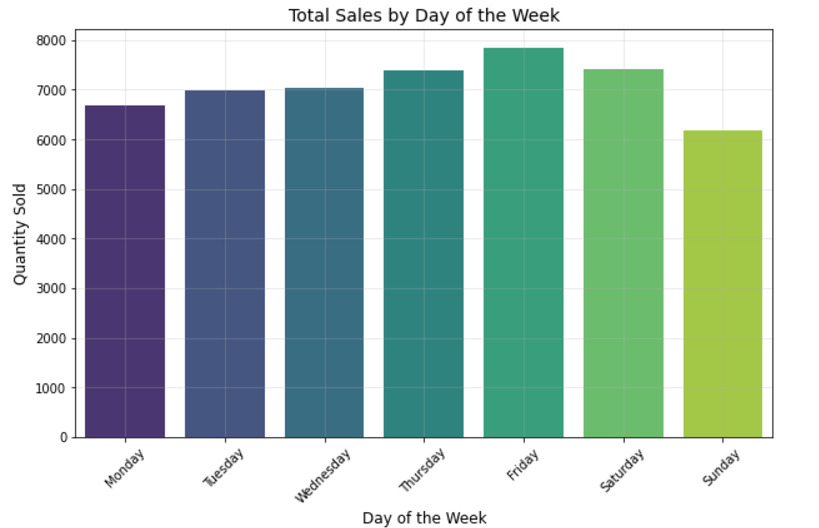 Total Sales by Day of the Week
8000
7000
6000
5000
4000
3000
2000
1000
0
Quantity Sold
Monday
Tuesday
Wednesday
Thursday
Friday
Saturday
Sunday
Day of the Week